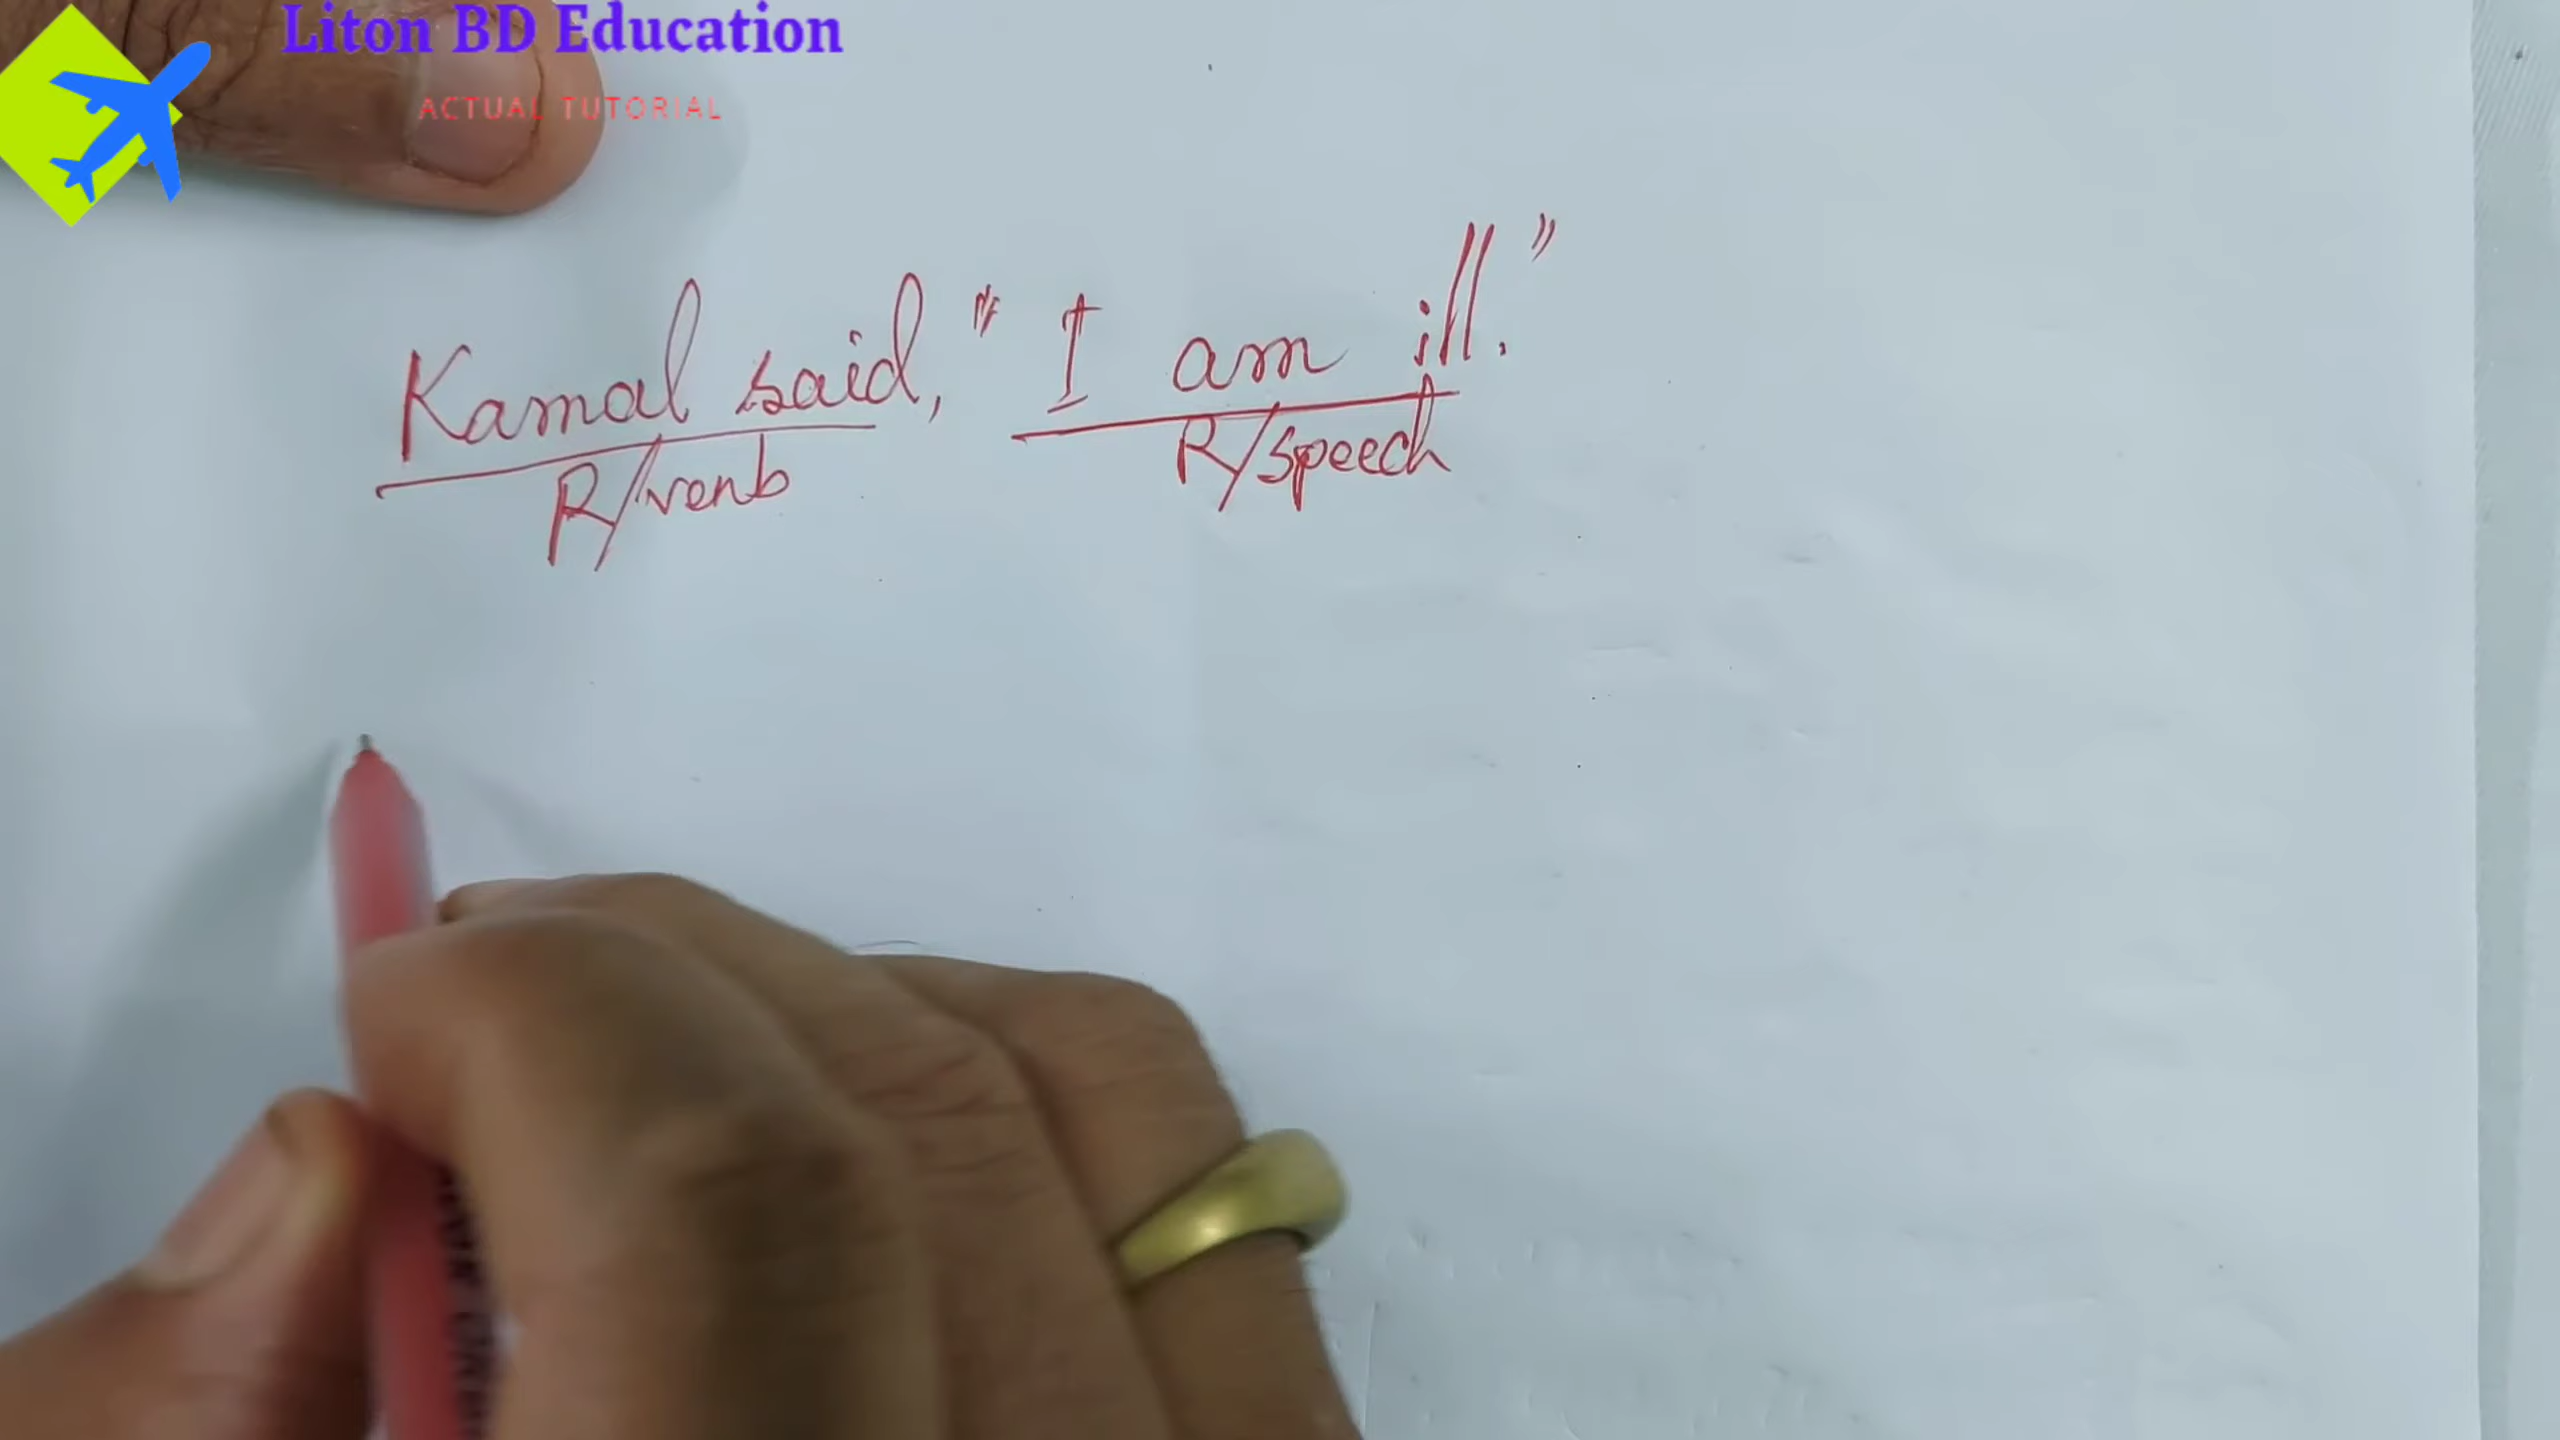 Liton BD Education
ACTUAL TUTORIAL
Kamal said, " I am ill. "
R/verb R/speech